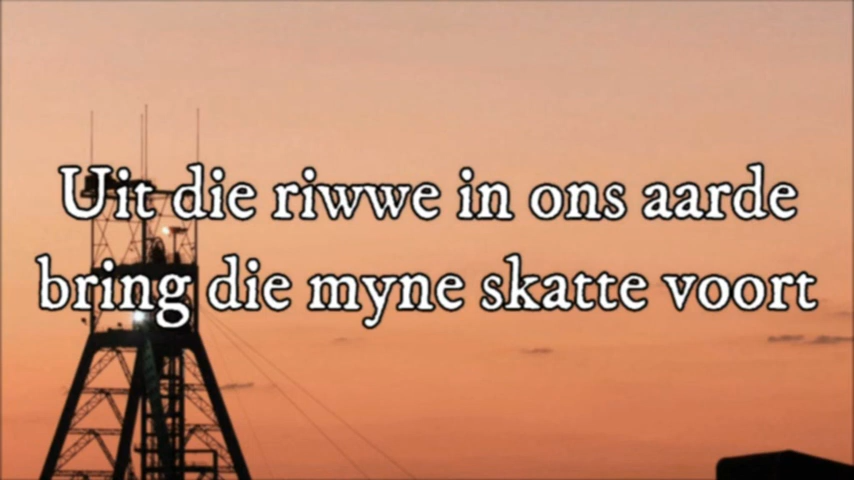 Uit die riwwe in ons aarde
bring die myne skatte voort